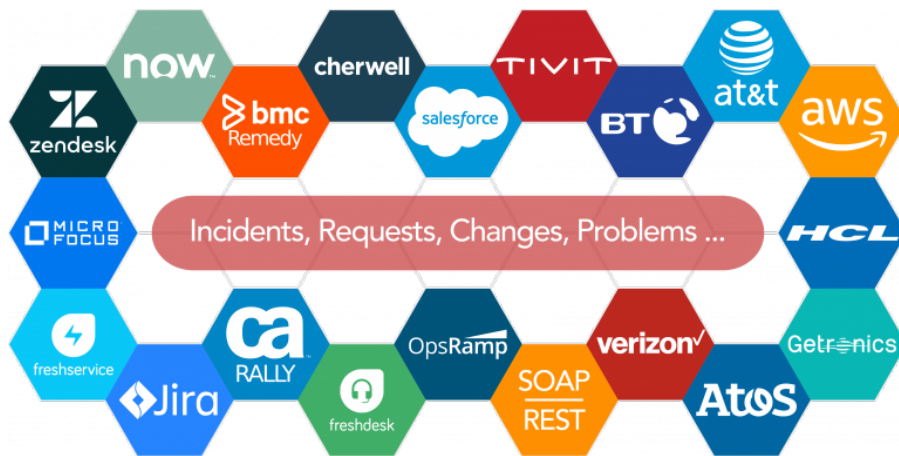 now
cherwell
TIVIT
at&t
zendesk
bmc
Remedy
salesforce
BT
aws
MICRO
FOCUS
Incidents, Requests, Changes, Problems ...
HCL
freshservice
ca
RALLY
OpsRamp
verizon✓
Getronics
Jira
freshdesk
SOAP
REST
Atos